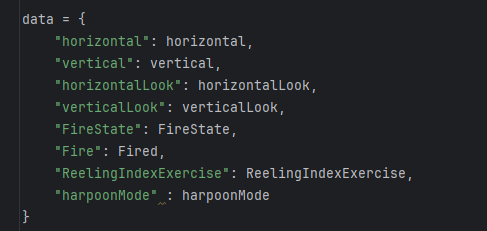 data = {
    "horizontal": horizontal,
    "vertical": vertical,
    "horizontalLook": horizontalLook,
    "verticalLook": verticalLook,
    "FireState": FireState,
    "Fire": Fired,
    "ReelingIndexExercise": ReelingIndexExercise,
    "harpoonMode" : harpoonMode
}